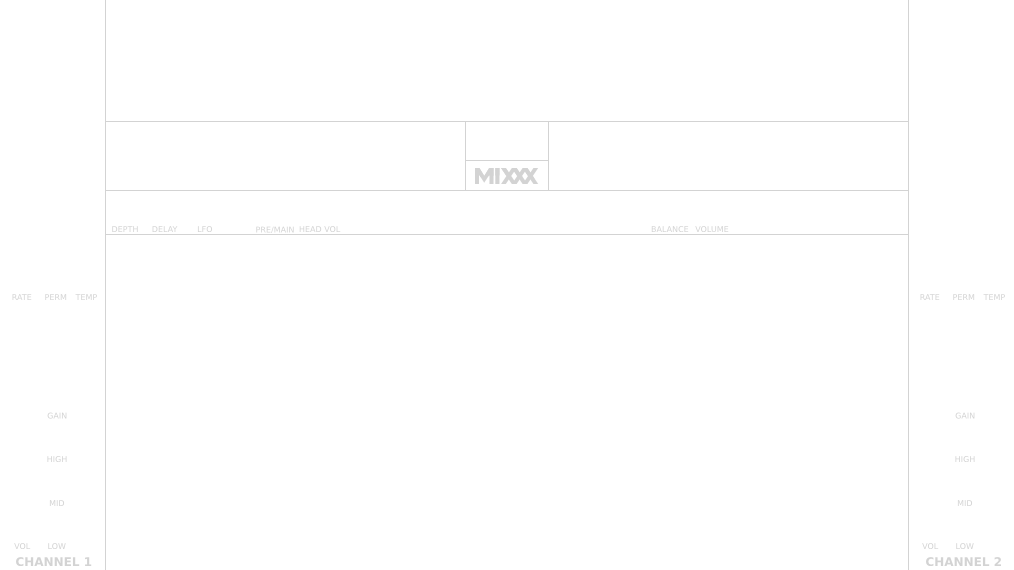 MIXXX
DEPTH DELAY LFO PRE/MAIN HEAD VOL BALANCE VOLUME
RATE PERM TEMP
GAIN
HIGH
MID
VOL LOW
CHANNEL 1
RATE PERM TEMP
GAIN
HIGH
MID
VOL LOW
CHANNEL 2